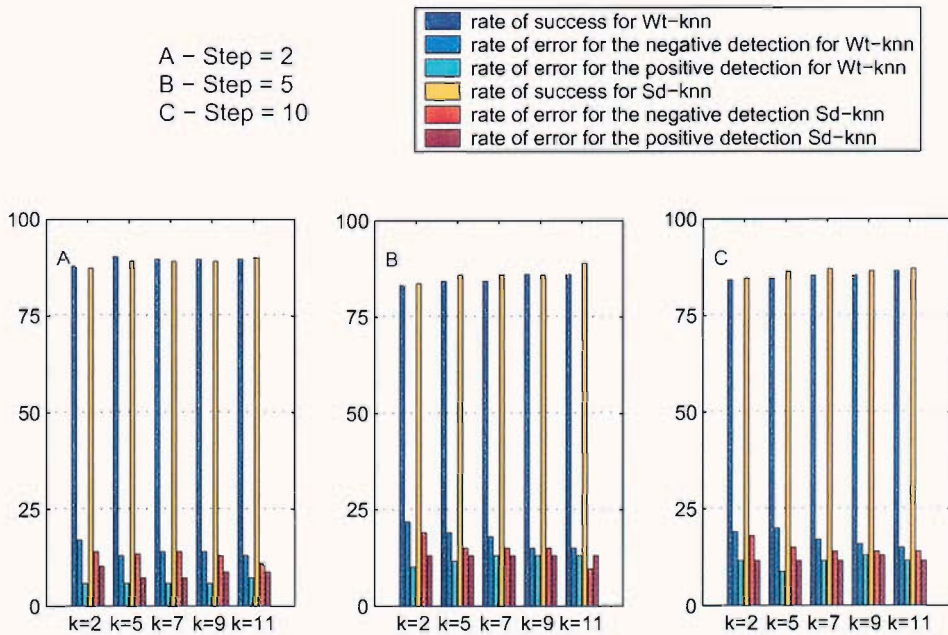 A − Step = 2
B − Step = 5
C − Step = 10
rate of success for Wt−knn
rate of error for the negative detection for Wt−knn
rate of error for the positive detection for Wt−knn
rate of success for Sd−knn
rate of error for the negative detection Sd−knn
rate of error for the positive detection Sd−knn
100
75
50
25
0
A
k=2 k=5 k=7 k=9 k=11
100
75
50
25
0
B
k=2 k=5 k=7 k=9 k=11
100
75
50
25
0
C
k=2 k=5 k=7 k=9 k=11